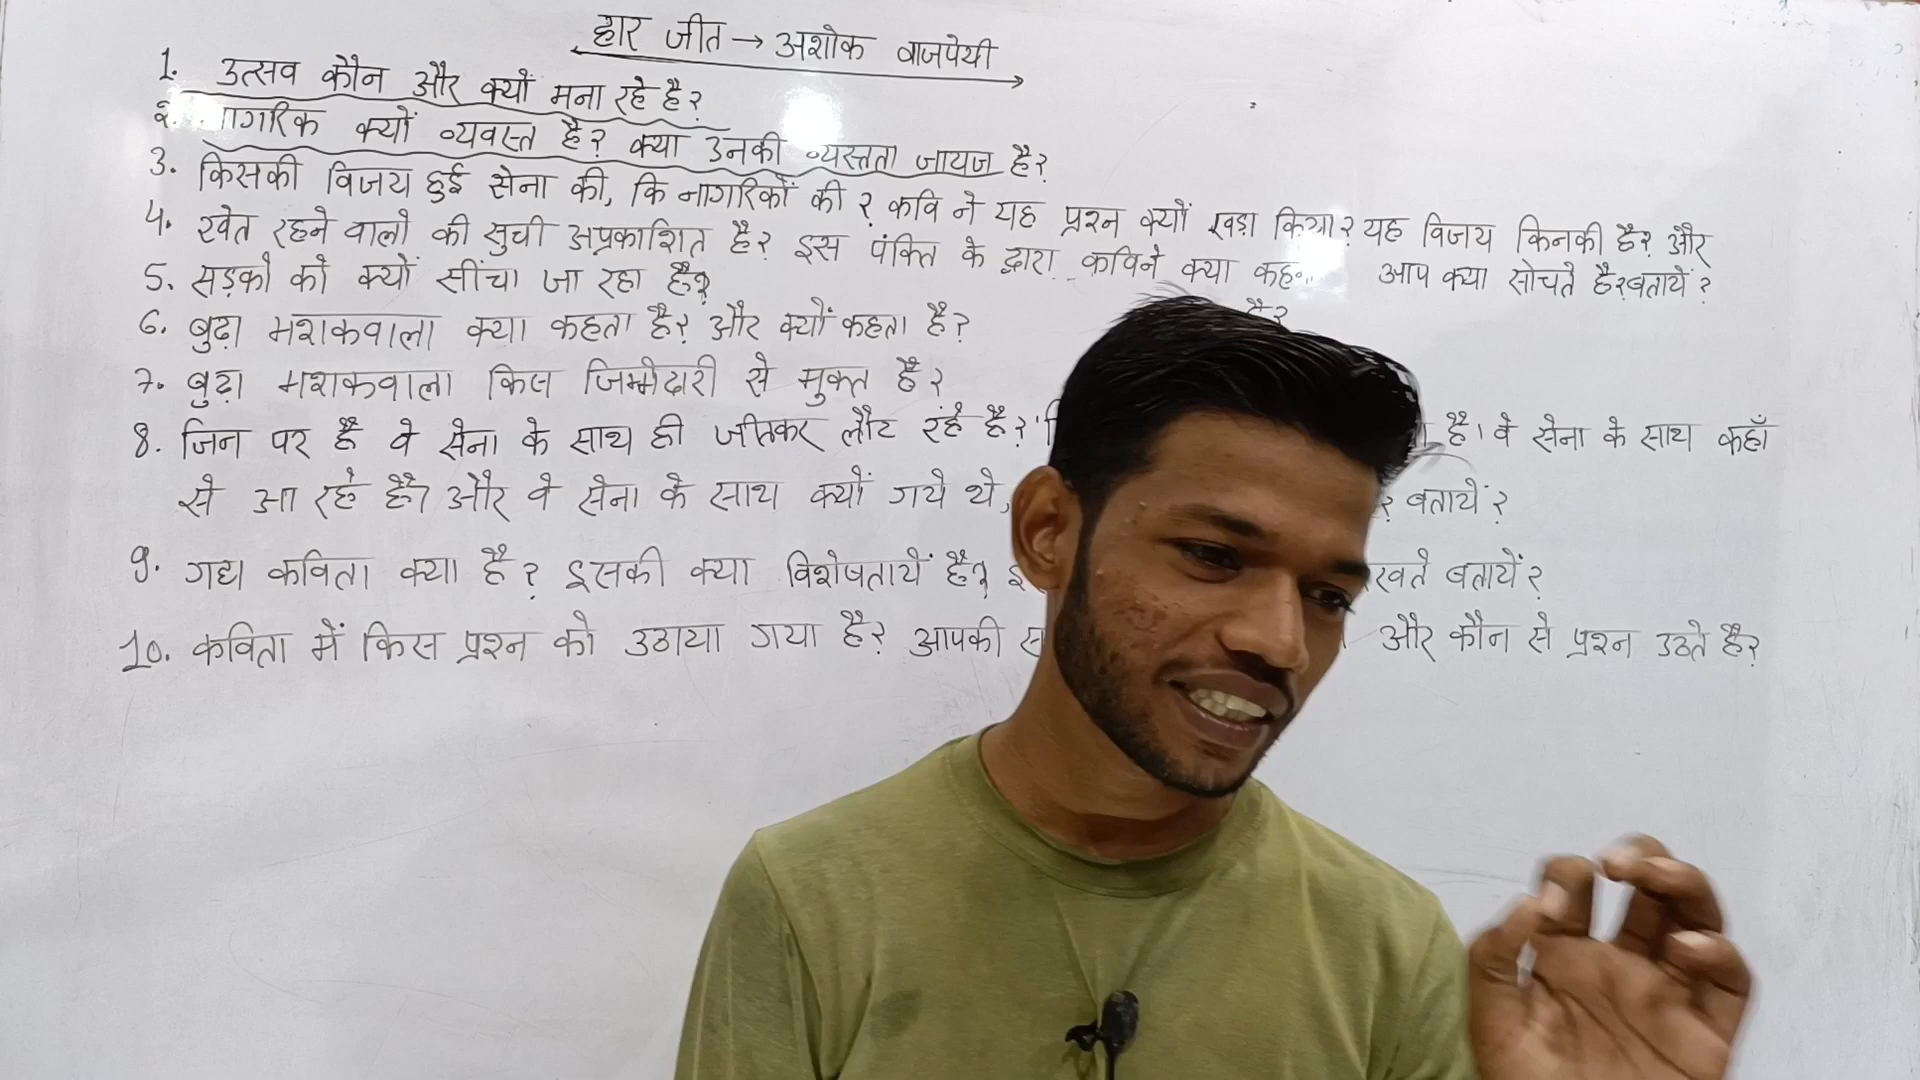 हार जीत → अशोक वाजपेयी
1. उत्सव कौन और क्यों मना रहे है?
2. नागरिक क्यों व्यवस्त है? क्या उनकी व्यस्तता जायज है?
3. किसकी विजय हुई सेना की, कि नागरिकों की? कवि ने यह प्रश्न क्यों खड़ा किया? यह विजय किनकी है? और
आप क्या सोचते है? बतायें?
4. खेत रहने वालो की सुची अप्रकाशित है? इस पंक्ति के द्वारा कविने क्या
है?
5. सड़को को क्यों सींचा जा रहा है?
6. बुढ़ा मशकवाला क्या कहता है? और क्यों कहता है?
7. बुढ़ा मशकवाला किस जिम्मेदारी से मुक्त है?
8. जिन पर है वे सेना के साथ ही जीतकर लौट रहे है? है। वे सेना के साथ कहाँ
से आ रहे है? और वे सेना के साथ क्यों गये थे, बतायें?
9. गद्य कविता क्या है? इसकी क्या विशेषतायें है? रखते बतायें?
10. कविता में किस प्रश्न को उठाया गया है? आपकी और कौन से प्रश्न उठते है?